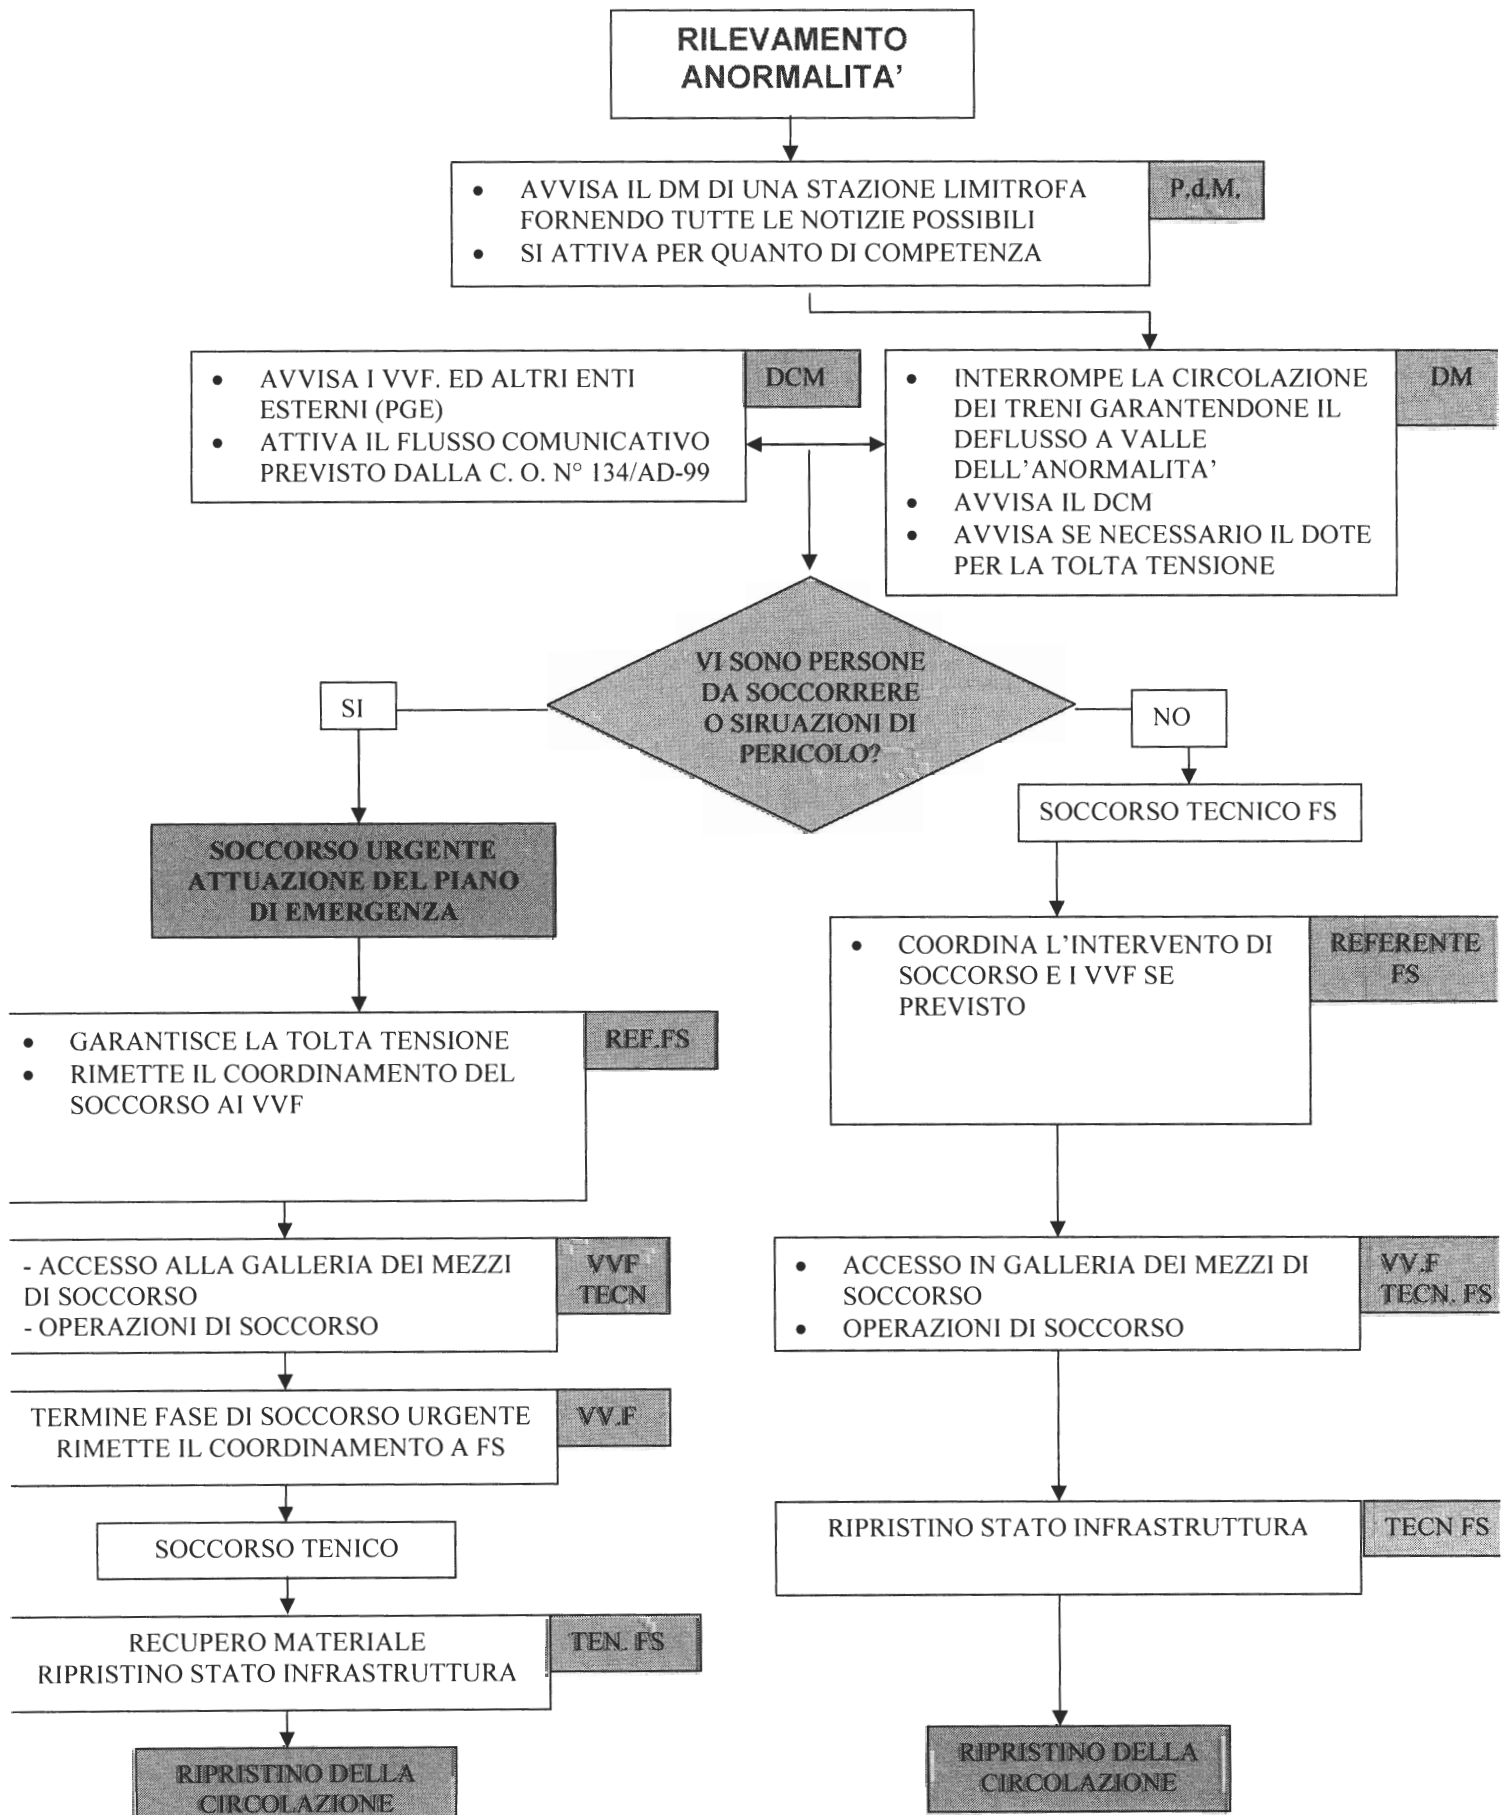 RILEVAMENTO
ANORMALITA'
• AVVISA IL DM DI UNA STAZIONE LIMITROFA
FORNENDO TUTTE LE NOTIZIE POSSIBILI
• SI ATTIVA PER QUANTO DI COMPETENZA
P.d.M.
• AVVISA I VVF. ED ALTRI ENTI
ESTERNI (PGE)
• ATTIVA IL FLUSSO COMUNICATIVO
PREVISTO DALLA C. O. N° 134/AD-99
DCM
• INTERROMPE LA CIRCOLAZIONE
DEI TRENI GARANTENDONE IL
DEFLUSSO A VALLE
DELL'ANORMALITA'
• AVVISA IL DCM
• AVVISA SE NECESSARIO IL DOTE
PER LA TOLTA TENSIONE
DM
VI SONO PERSONE
DA SOCCORRERE
O SIRUAZIONI DI
PERICOLO?
SI
NO
SOCCORSO TECNICO FS
SOCCORSO URGENTE
ATTUAZIONE DEL PIANO
DI EMERGENZA
• COORDINA L'INTERVENTO DI
SOCCORSO E I VVF SE
PREVISTO
REFERENTE
FS
• GARANTISCE LA TOLTA TENSIONE
• RIMETTE IL COORDINAMENTO DEL
SOCCORSO AI VVF
REF.FS
- ACCESSO ALLA GALLERIA DEI MEZZI
DI SOCCORSO
- OPERAZIONI DI SOCCORSO
VVF
TECN
• ACCESSO IN GALLERIA DEI MEZZI DI
SOCCORSO
• OPERAZIONI DI SOCCORSO
VV.F
TECN. FS
TERMINE FASE DI SOCCORSO URGENTE
RIMETTE IL COORDINAMENTO A FS
VV.F
SOCCORSO TENICO
RIPRISTINO STATO INFRASTRUTTURA
TECN FS
RECUPERO MATERIALE
RIPRISTINO STATO INFRASTRUTTURA
TEN. FS
RIPRISTINO DELLA
CIRCOLAZIONE
RIPRISTINO DELLA
CIRCOLAZIONE